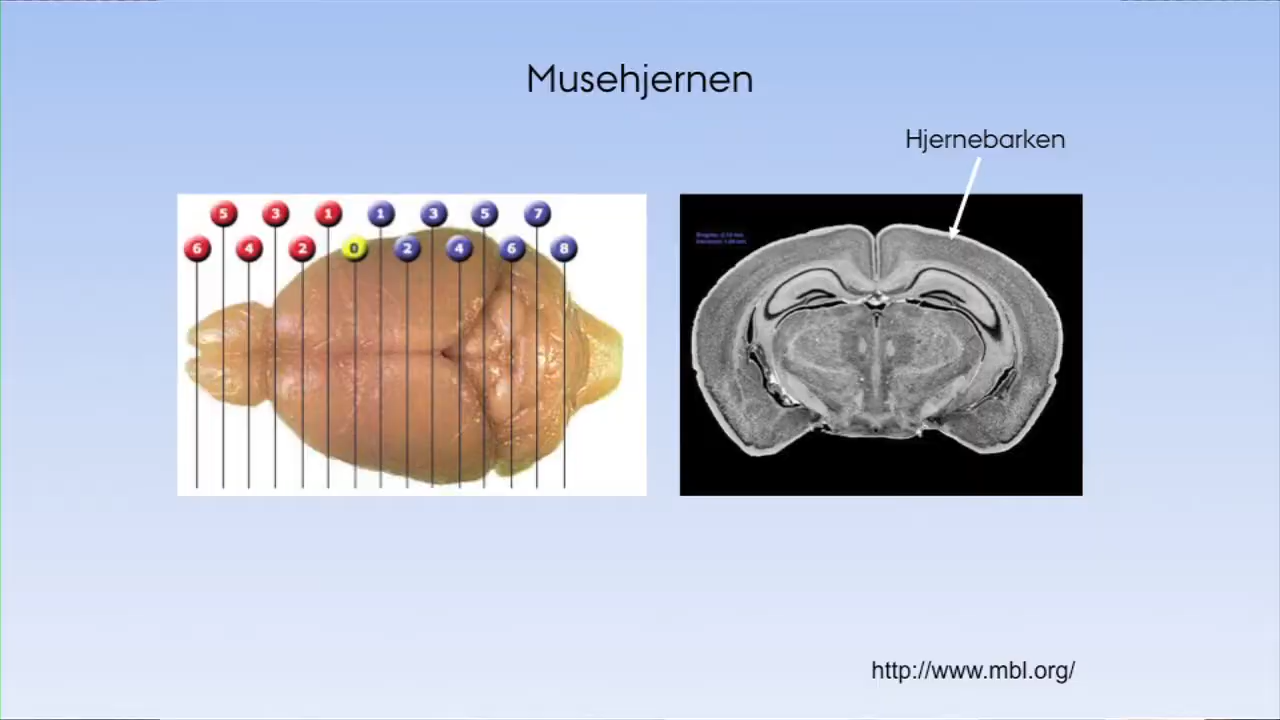 Musehjernen
Hjernebarken
5 3 1 1 3 5 7
6 4 2 0 2 4 6 8
http://www.mbl.org/